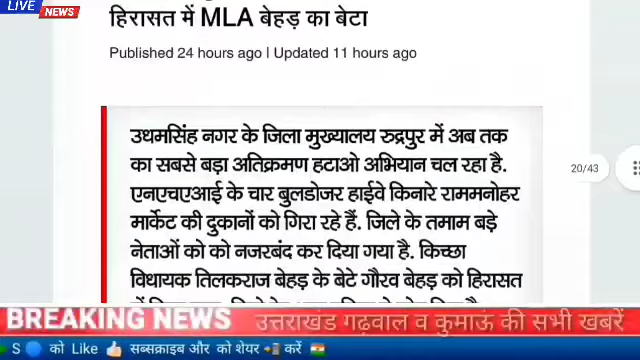 LIVE
NEWS
हिरासत में MLA बेहड़ का बेटा
Published 24 hours ago | Updated 11 hours ago
उधमसिंह नगर के जिला मुख्यालय रुद्रपुर में अब तक
का सबसे बड़ा अतिक्रमण हटाओ अभियान चल रहा है.
एनएचएआई के चार बुलडोजर हाईवे किनारे राममनोहर
मार्केट की दुकानों को गिरा रहे हैं. जिले के तमाम बड़े
नेताओं को को नजरबंद कर दिया गया है. किच्छा
विधायक तिलकराज बेहड़ के बेटे गौरव बेहड़ को हिरासत
20/43
BREAKING NEWS उत्तराखंड गढ़वाल व कुमाऊं की सभी खबरें
S को Like 👍 सब्सक्राइब और को शेयर 📲 करें 🇮🇳